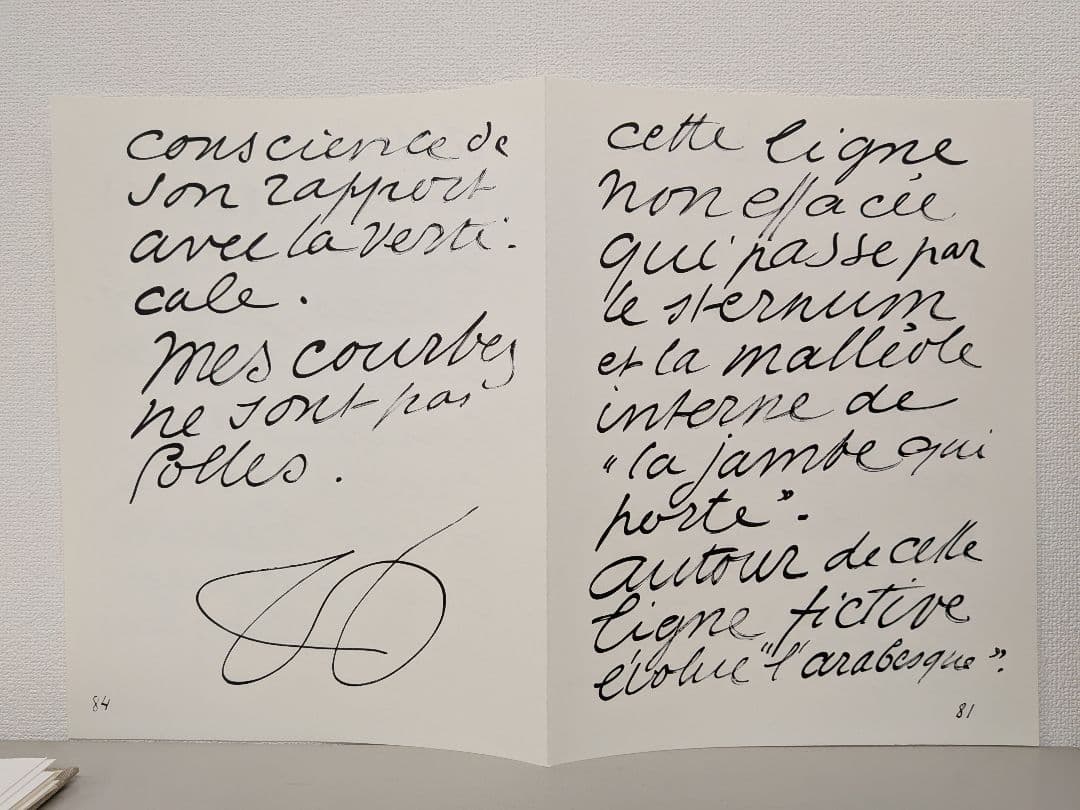 conscience de
son rapport
avec la verti-
cale.
Mes courbes
ne sont pas
folles.
84
cette ligne
non effacée
qui passe par
le sternum
et la malléole
interne de
"la jambe qui
porte".
autour de celle
ligne fictive
évolue "l'arabesque".
81